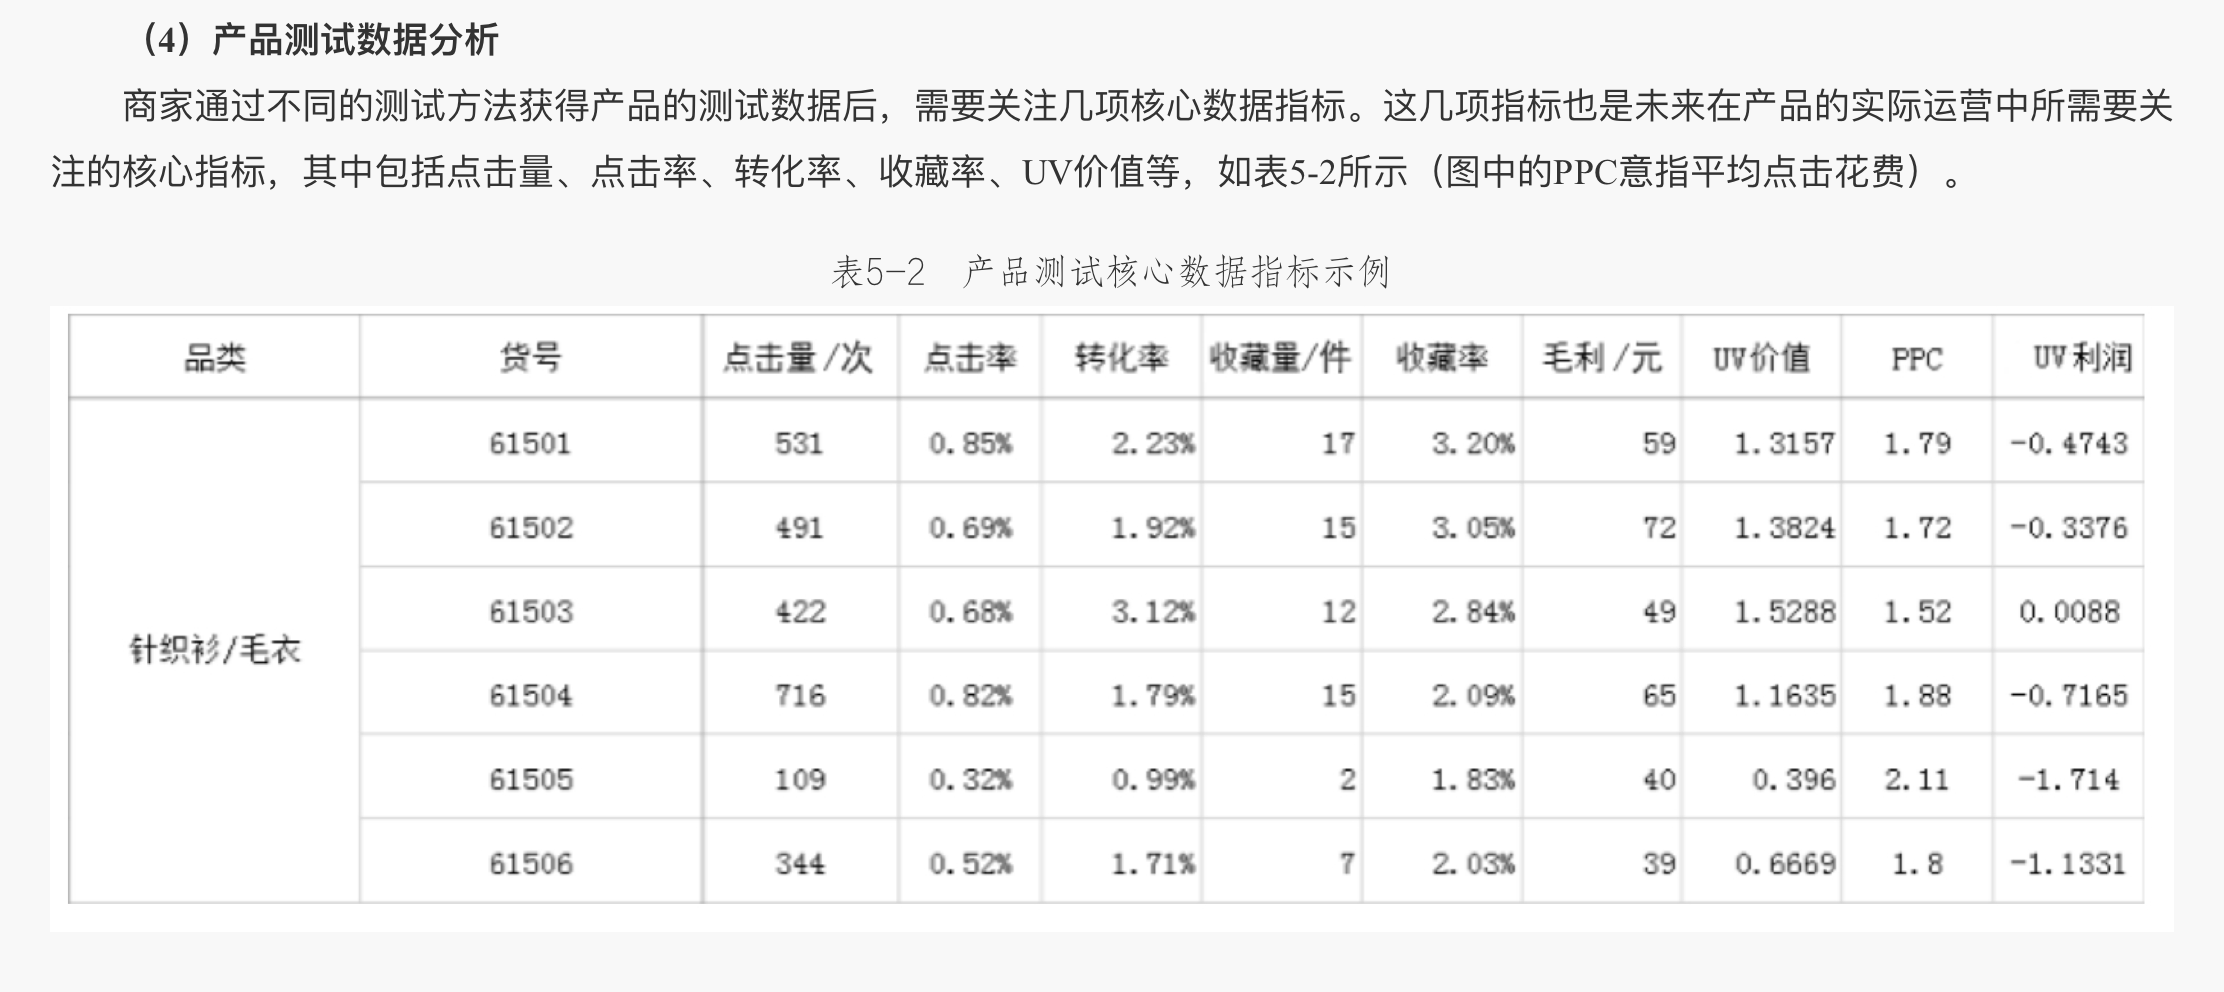 （4）产品测试数据分析
商家通过不同的测试方法获得产品的测试数据后，需要关注几项核心数据指标。这几项指标也是未来在产品的实际运营中所需要关
注的核心指标，其中包括点击量、点击率、转化率、收藏率、UV价值等，如表5-2所示（图中的PPC意指平均点击花费）。
表5-2 产品测试核心数据指标示例
品类 货号 点击量/次 点击率 转化率 收藏量/件 收藏率 毛利/元 UV价值 PPC UV利润
61501 531 0.85% 2.23% 17 3.20% 59 1.3157 1.79 -0.4743
61502 491 0.69% 1.92% 15 3.05% 72 1.3824 1.72 -0.3376
61503 422 0.68% 3.12% 12 2.84% 49 1.5288 1.52 0.0088
针织衫/毛衣
61504 716 0.82% 1.79% 15 2.09% 65 1.1635 1.88 -0.7165
61505 109 0.32% 0.99% 2 1.83% 40 0.396 2.11 -1.714
61506 344 0.52% 1.71% 7 2.03% 39 0.6669 1.8 -1.1331